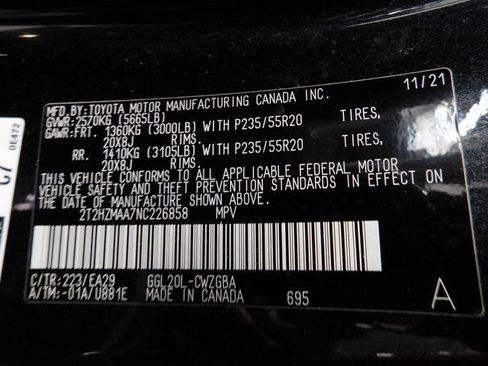 11/21
MFD.BY:TOYOTA MOTOR MANUFACTURING CANADA INC.
GVWR:2570KG (5665LB)
GAWR:FRT. 1360KG (3000LB) WITH P235/55R20 TIRES,
20X8J RIMS.
RR. 1410KG (3105LB) WITH P235/55R20 TIRES,
20X8J RIMS.
THIS VEHICLE CONFORMS TO ALL APPLICABLE FEDERAL MOTOR
VEHICLE SAFETY AND THEFT PREVENTION STANDARDS IN EFFECT ON
THE DATE OF MANUFACTURE SHOWN ABOVE.
2T2HZMAA7NC226858 MPV
C/TR:223/EA29 GGL20L-CWZGBA
A/TM:-01A/U881E MADE IN CANADA 695 A
0E472
C7